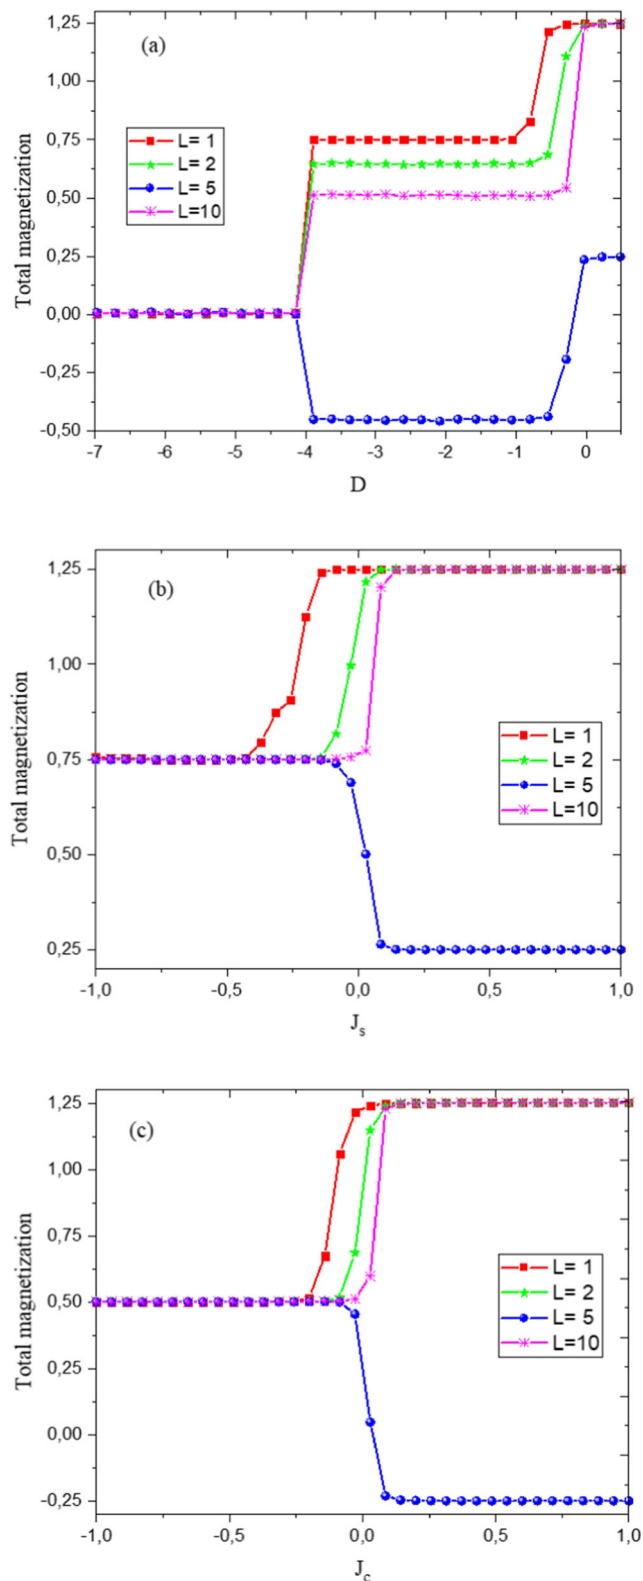 (a)
Total magnetization
1,25
1,00
0,75
0,50
0,25
0,00
-0,25
-0,50
L= 1
L= 2
L= 5
L=10
-7 -6 -5 -4 -3 -2 -1 0
D
(b)
Total magnetization
1,25
1,00
0,75
0,50
0,25
L= 1
L= 2
L= 5
L=10
-1,0 -0,5 0,0 0,5 1,0
Js
(c)
Total magnetization
1,25
1,00
0,75
0,50
0,25
0,00
-0,25
L= 1
L= 2
L= 5
L=10
-1,0 -0,5 0,0 0,5 1,0
Jc